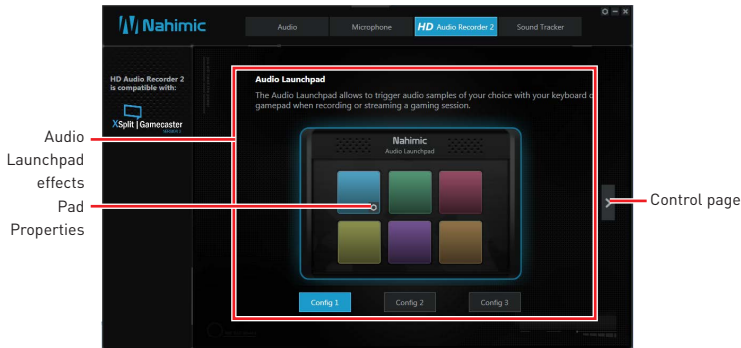 Nahimic
Audio
Microphone
HD Audio Recorder 2
Sound Tracker
HD Audio Recorder 2
is compatible with:
XSplit | Gamecaster
Audio Launchpad
The Audio Launchpad allows to trigger audio samples of your choice with your keyboard
gamepad when recording or streaming a gaming session.
Nahimic
Audio Launchpad
Config 1
Config 2
Config 3
Audio
Launchpad
effects
Pad
Properties
Control page